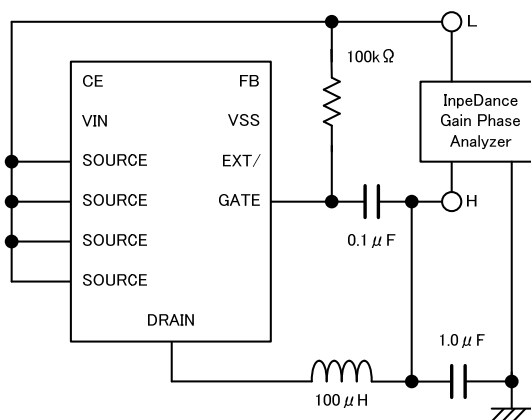 L
100kΩ
CE FB
InpeDance
Gain Phase
Analyzer
VIN VSS
SOURCE EXT/
SOURCE GATE
H
0.1μF
SOURCE
SOURCE
DRAIN
1.0μF
100μH